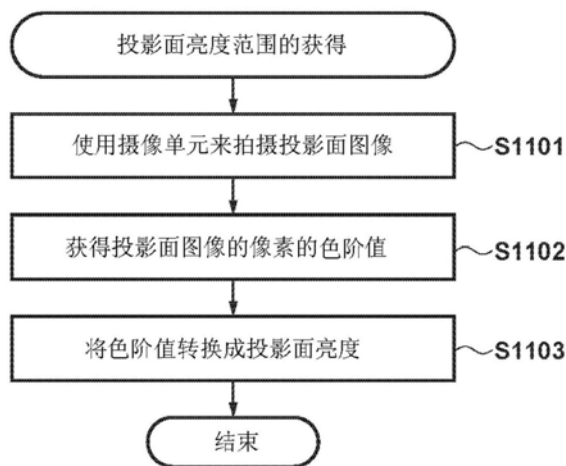 投影面亮度范围的获得
使用摄像单元来拍摄投影面图像
S1101
获得投影面图像的像素的色阶值
S1102
将色阶值转换成投影面亮度
S1103
结束